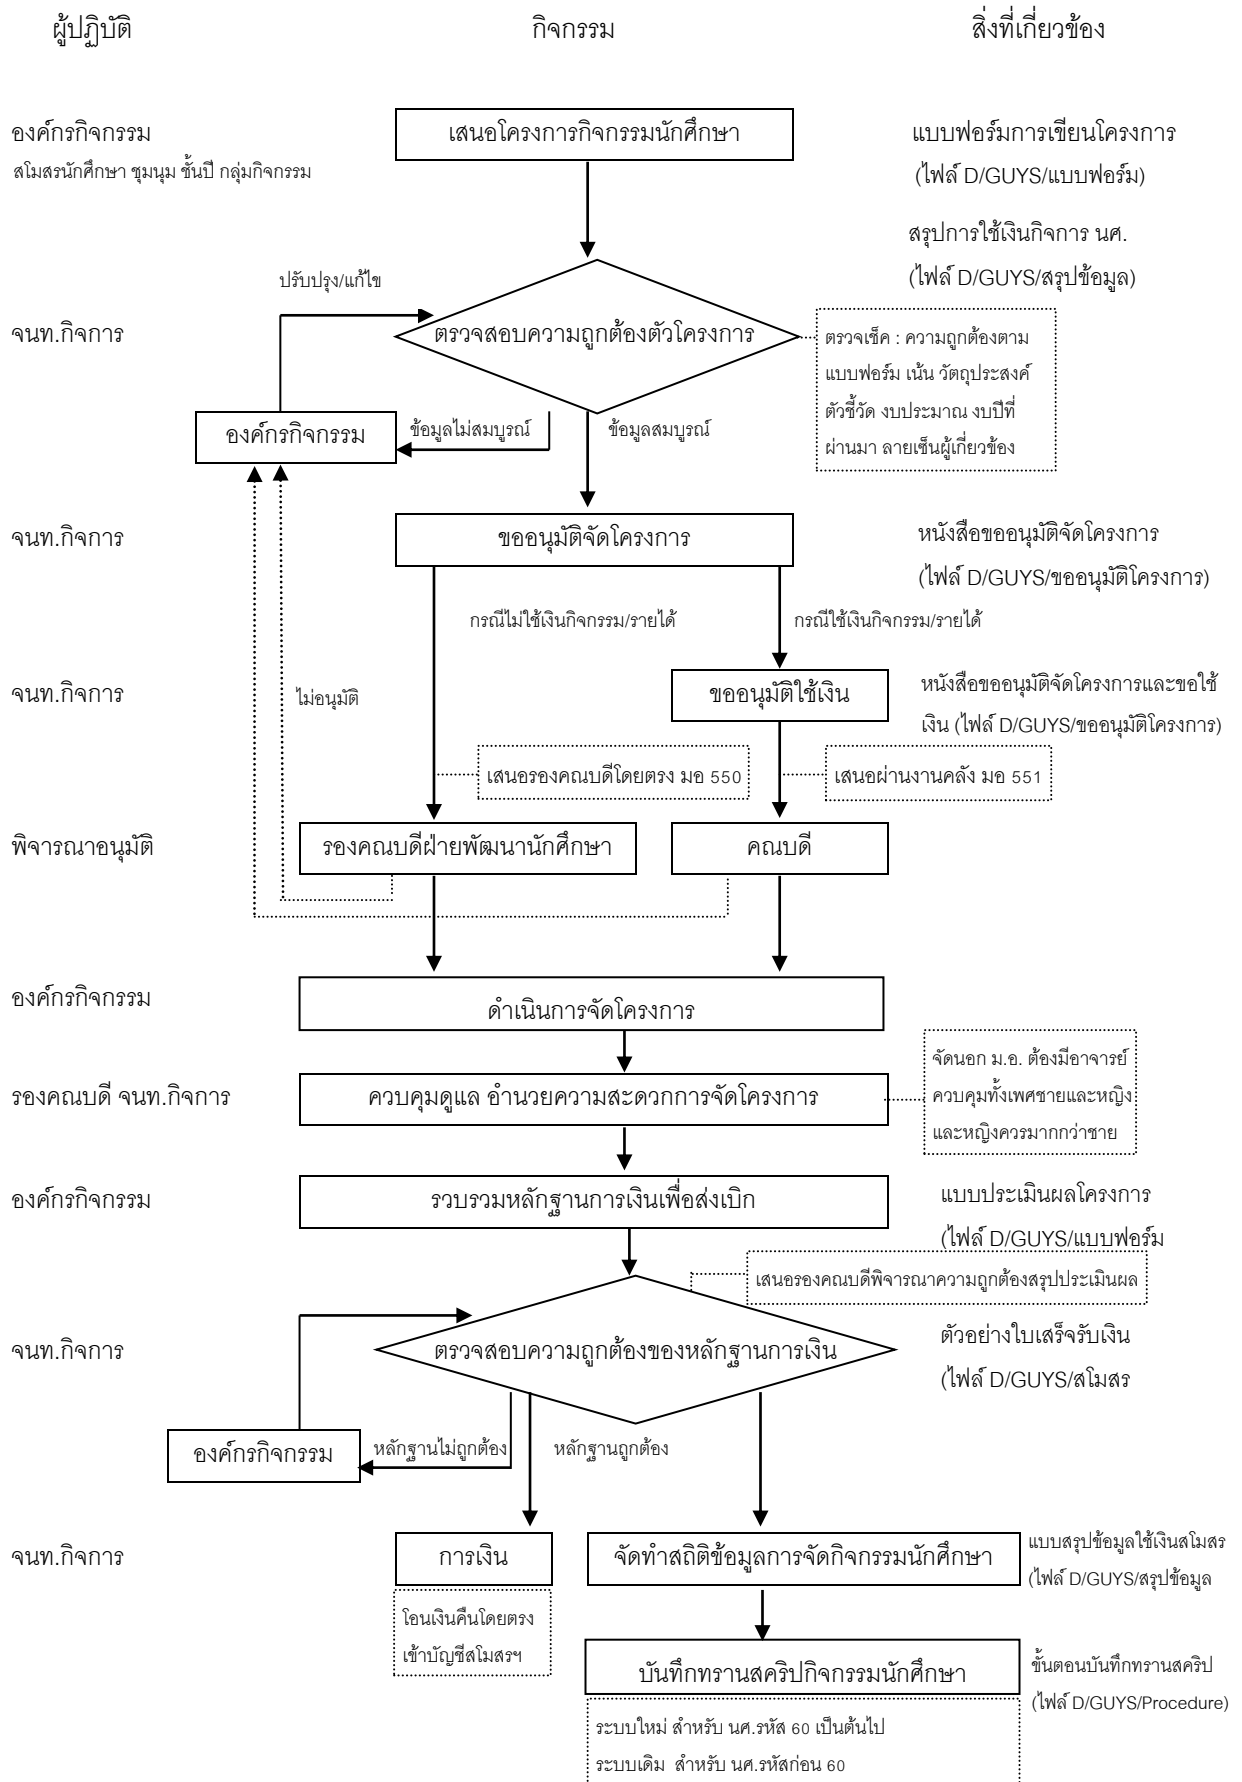 ผู้ปฏิบัติ กิจกรรม สิ่งที่เกี่ยวข้อง
องค์กรกิจกรรม
สโมสรนักศึกษา ชุมนุม ชั้นปี กลุ่มกิจกรรม
เสนอโครงการกิจกรรมนักศึกษา
แบบฟอร์มการเขียนโครงการ
(ไฟล์ D/GUYS/แบบฟอร์ม)
สรุปการใช้เงินกิจการ นศ.
(ไฟล์ D/GUYS/สรุปข้อมูล)
ปรับปรุง/แก้ไข
จนท.กิจการ
ตรวจสอบความถูกต้องตัวโครงการ
ตรวจเช็ค : ความถูกต้องตาม
แบบฟอร์ม เน้น วัตถุประสงค์
ตัวชี้วัด งบประมาณ งบปีที่
ผ่านมา ลายเซ็นผู้เกี่ยวข้อง
องค์กรกิจกรรม
ข้อมูลไม่สมบูรณ์
ข้อมูลสมบูรณ์
จนท.กิจการ
ขออนุมัติจัดโครงการ
หนังสือขออนุมัติจัดโครงการ
(ไฟล์ D/GUYS/ขออนุมัติโครงการ)
กรณีไม่ใช้เงินกิจกรรม/รายได้
กรณีใช้เงินกิจกรรม/รายได้
จนท.กิจการ
ไม่อนุมัติ
ขออนุมัติใช้เงิน
หนังสือขออนุมัติจัดโครงการและขอใช้
เงิน (ไฟล์ D/GUYS/ขออนุมัติโครงการ)
เสนอรองคณบดีโดยตรง มอ 550
เสนอผ่านงานคลัง มอ 551
พิจารณาอนุมัติ
รองคณบดีฝ่ายพัฒนานักศึกษา
คณบดี
องค์กรกิจกรรม
ดำเนินการจัดโครงการ
รองคณบดี จนท.กิจการ
ควบคุมดูแล อำนวยความสะดวกการจัดโครงการ
จัดนอก ม.อ. ต้องมีอาจารย์
ควบคุมทั้งเพศชายและหญิง
และหญิงควรมากกว่าชาย
องค์กรกิจกรรม
รวบรวมหลักฐานการเงินเพื่อส่งเบิก
แบบประเมินผลโครงการ
(ไฟล์ D/GUYS/แบบฟอร์ม
เสนอรองคณบดีพิจารณาความถูกต้องสรุปประเมินผล
จนท.กิจการ
ตรวจสอบความถูกต้องของหลักฐานการเงิน
ตัวอย่างใบเสร็จรับเงิน
(ไฟล์ D/GUYS/สโมสร
องค์กรกิจกรรม
หลักฐานไม่ถูกต้อง
หลักฐานถูกต้อง
จนท.กิจการ
การเงิน
จัดทำสถิติข้อมูลการจัดกิจกรรมนักศึกษา
แบบสรุปข้อมูลใช้เงินสโมสร
(ไฟล์ D/GUYS/สรุปข้อมูล
โอนเงินคืนโดยตรง
เข้าบัญชีสโมสรฯ
บันทึกทรานสคริปกิจกรรมนักศึกษา
ขั้นตอนบันทึกทรานสคริป
(ไฟล์ D/GUYS/Procedure)
ระบบใหม่ สำหรับ นศ.รหัส 60 เป็นต้นไป
ระบบเดิม สำหรับ นศ.รหัสก่อน 60